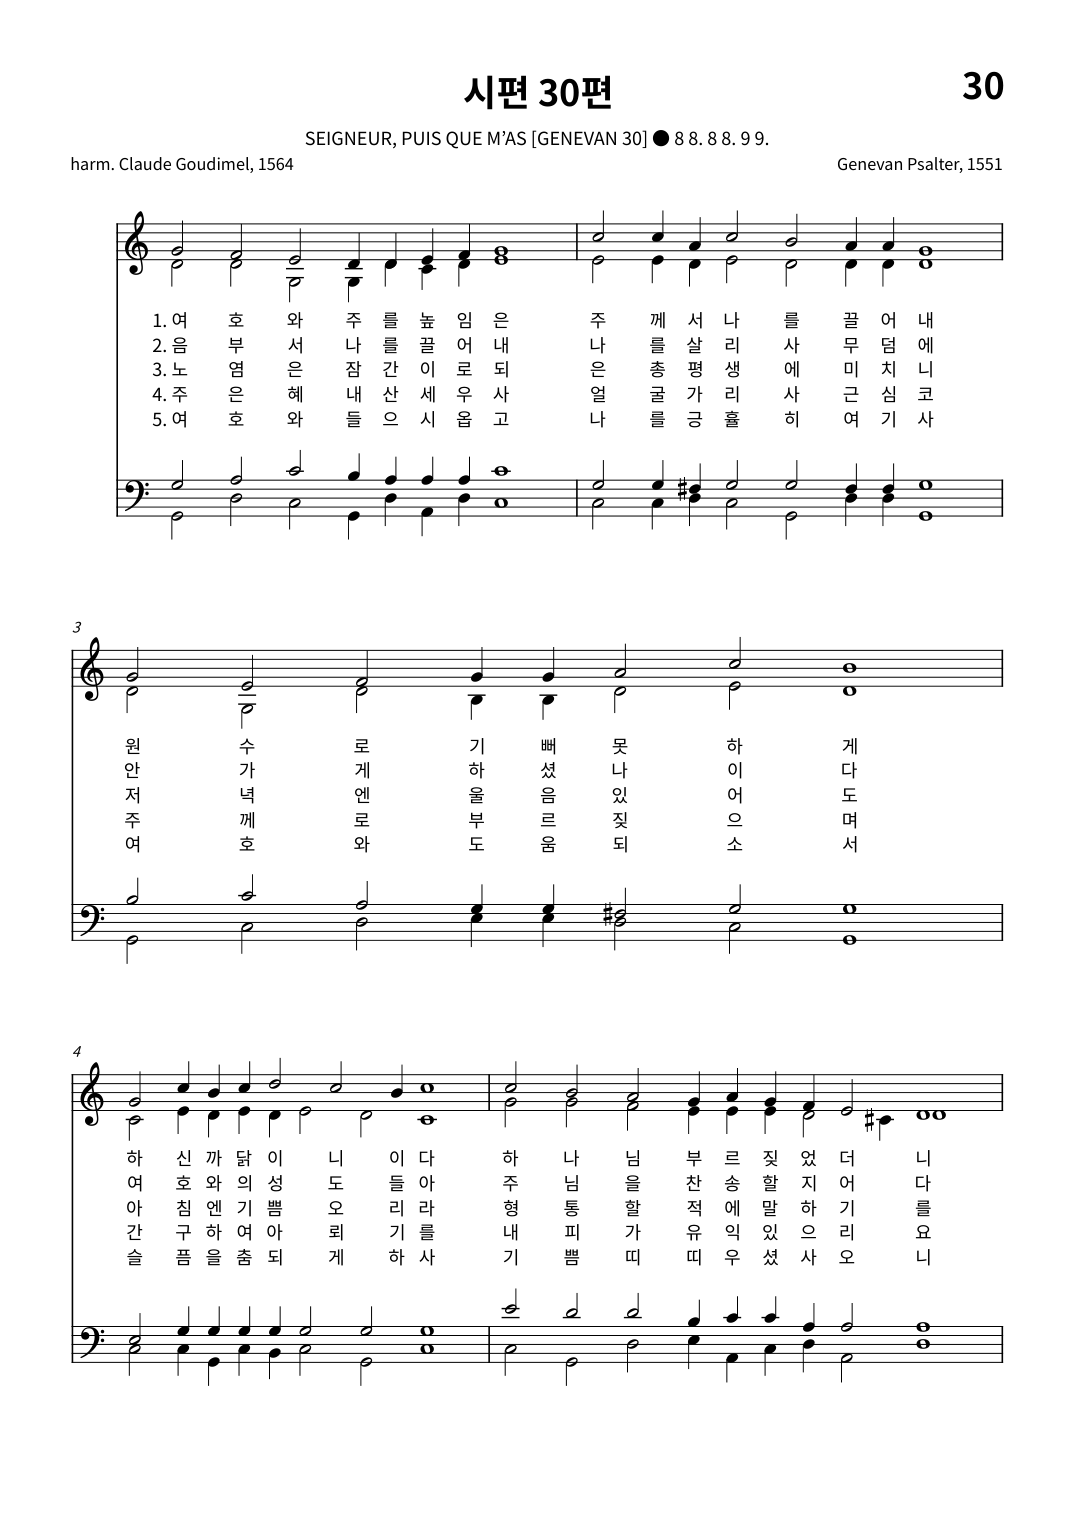 시편 30편
30
SEIGNEUR, PUIS QUE M’AS [GENEVAN 30] ● 8 8. 8 8. 9 9.
harm. Claude Goudimel, 1564
Genevan Psalter, 1551
1. 여 호 와 주 를 높 임 은 주 께 서 나 를 끌 어 내
2. 음 부 서 나 를 끌 어 내 나 를 살 리 사 무 덤 에
3. 노 염 은 잠 간 이 로 되 은 총 평 생 에 미 치 니
4. 주 은 혜 내 산 세 우 사 얼 굴 가 리 사 근 심 코
5. 여 호 와 들 으 시 옵 고 나 를 긍 휼 히 여 기 사
3
원 수 로 기 뻐 못 하 게
안 가 게 하 셨 나 이 다
저 녁 엔 울 음 있 어 도
주 께 로 부 르 짖 으 며
여 호 와 도 움 되 소 서
4
하 신 까 닭 이 니 이 다 하 나 님 부 르 짖 었 더 니
여 호 와 의 성 도 들 아 주 님 을 찬 송 할 지 어 다
아 침 엔 기 쁨 오 리 라 형 통 할 적 에 말 하 기 를
간 구 하 여 아 뢰 기 를 내 피 가 유 익 있 으 리 요
슬 픔 을 춤 되 게 하 사 기 쁨 띠 띠 우 셨 사 오 니